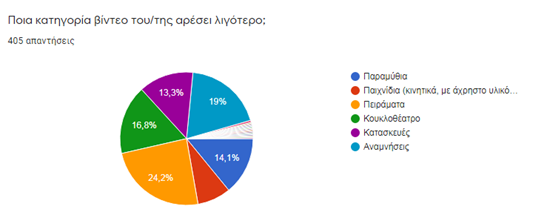 Ποια κατηγορία βίντεο του/της αρέσει λιγότερο;
405 απαντήσεις
Παραμύθια
Παιχνίδια (κινητικά, με άχρηστο υλικό…
Πειράματα
Κουκλοθέατρο
Κατασκευές
Αναμνήσεις
13,3%
19%
16,8%
14,1%
24,2%